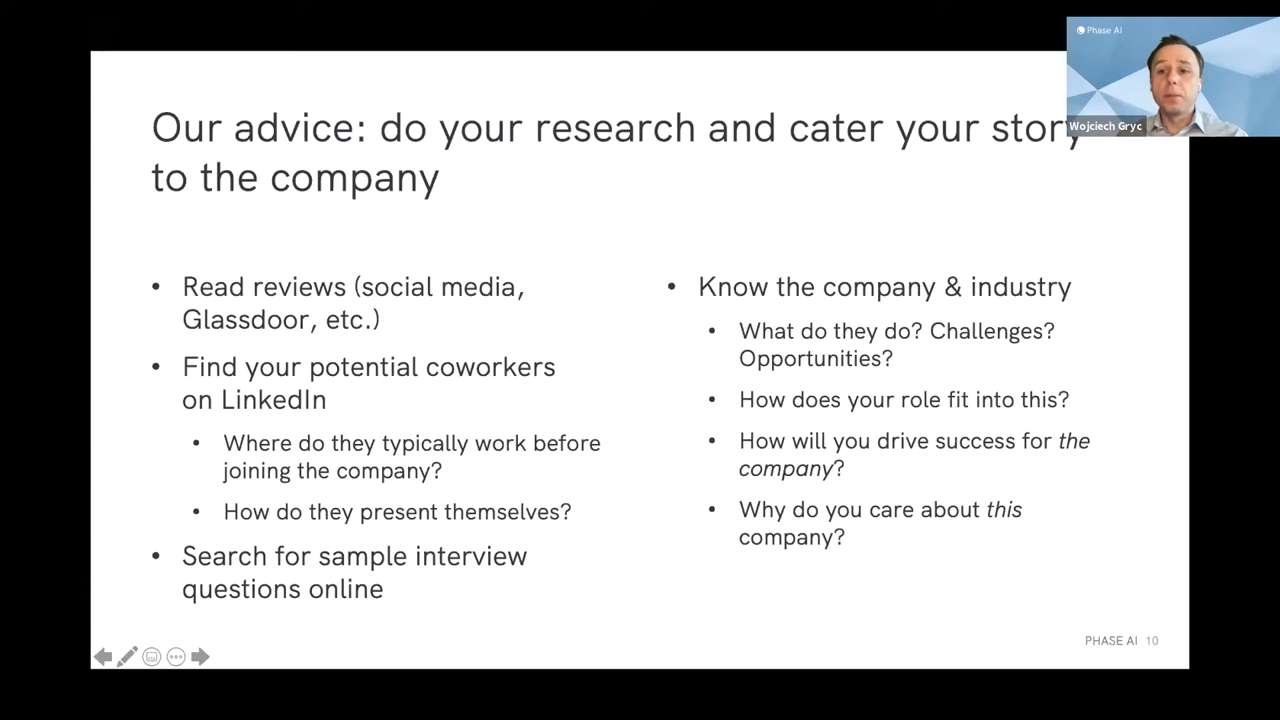 Phase AI
Wojciech Gryc
Our advice: do your research and cater your story
to the company
• Read reviews (social media,
Glassdoor, etc.)
• Find your potential coworkers
on LinkedIn
• Where do they typically work before
joining the company?
• How do they present themselves?
• Search for sample interview
questions online
• Know the company & industry
• What do they do? Challenges?
Opportunities?
• How does your role fit into this?
• How will you drive success for the
company?
• Why do you care about this
company?
PHASE AI 10